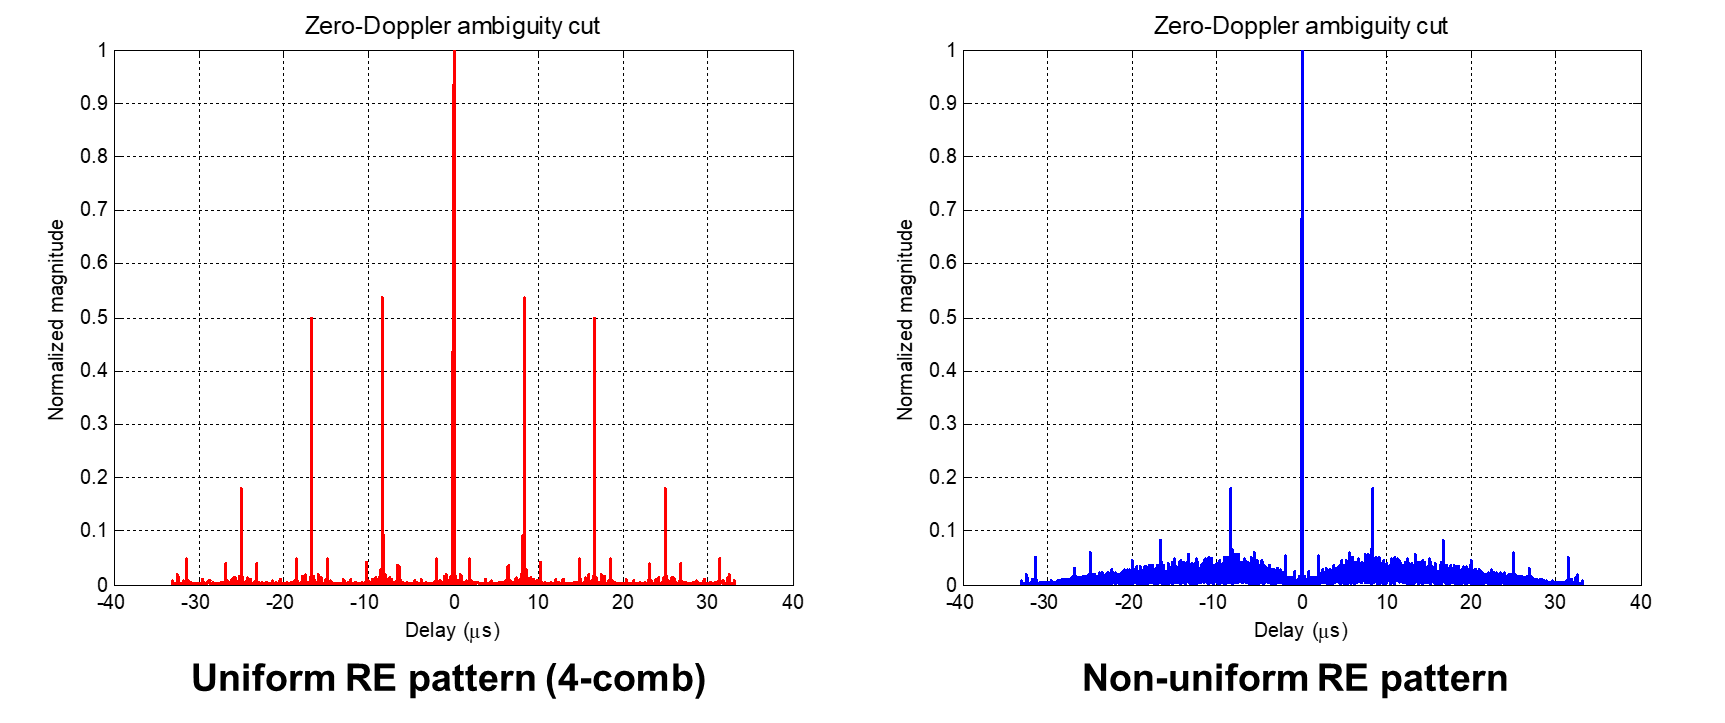 Zero-Doppler ambiguity cut
1
0.9
0.8
0.7
0.6
0.5
0.4
0.3
0.2
0.1
0
Normalized magnitude
-40 -30 -20 -10 0 10 20 30 40
Delay (μs)
Uniform RE pattern (4-comb)
Zero-Doppler ambiguity cut
1
0.9
0.8
0.7
0.6
0.5
0.4
0.3
0.2
0.1
0
Normalized magnitude
-40 -30 -20 -10 0 10 20 30 40
Delay (μs)
Non-uniform RE pattern